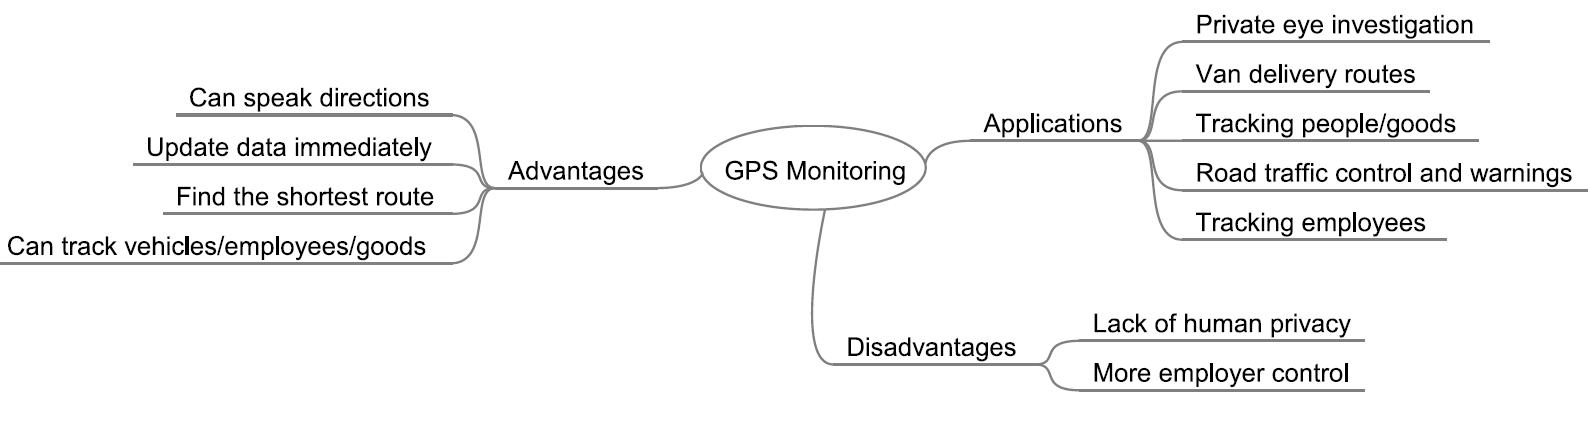 GPS Monitoring
Advantages
Can speak directions
Update data immediately
Find the shortest route
Can track vehicles/employees/goods
Applications
Private eye investigation
Van delivery routes
Tracking people/goods
Road traffic control and warnings
Tracking employees
Disadvantages
Lack of human privacy
More employer control